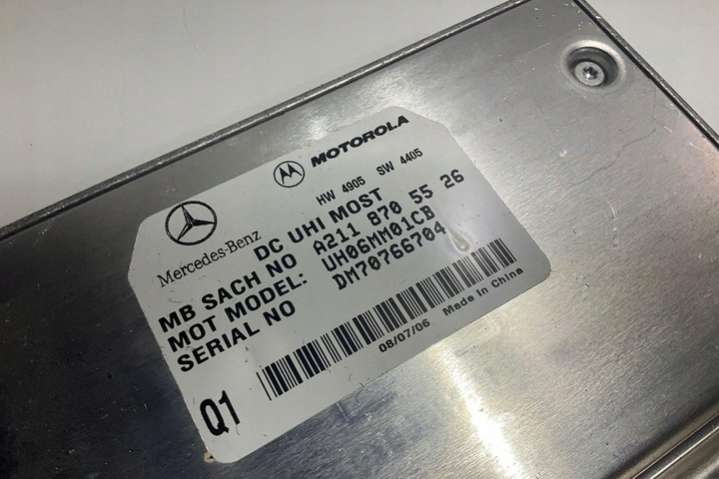 MOTOROLA
HW 4905 SW 4405
Mercedes-Benz
DC UHI MOST
MB SACH NO A211 870 55 26
MOT MODEL: UH06MM01CB
SERIAL NO DM70766704
08/07/06 Made In China
Q1